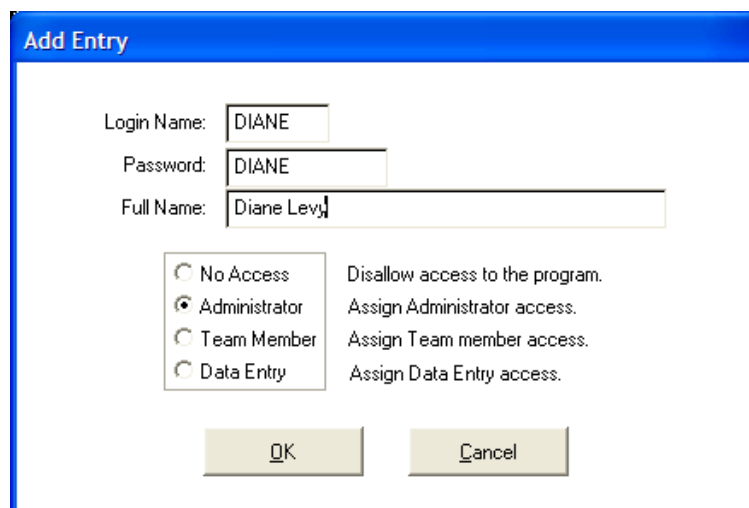 Add Entry
Login Name: DIANE
Password: DIANE
Full Name: Diane Levy
No Access Disallow access to the program.
Administrator Assign Administrator access.
Team Member Assign Team member access.
Data Entry Assign Data Entry access.
OK Cancel